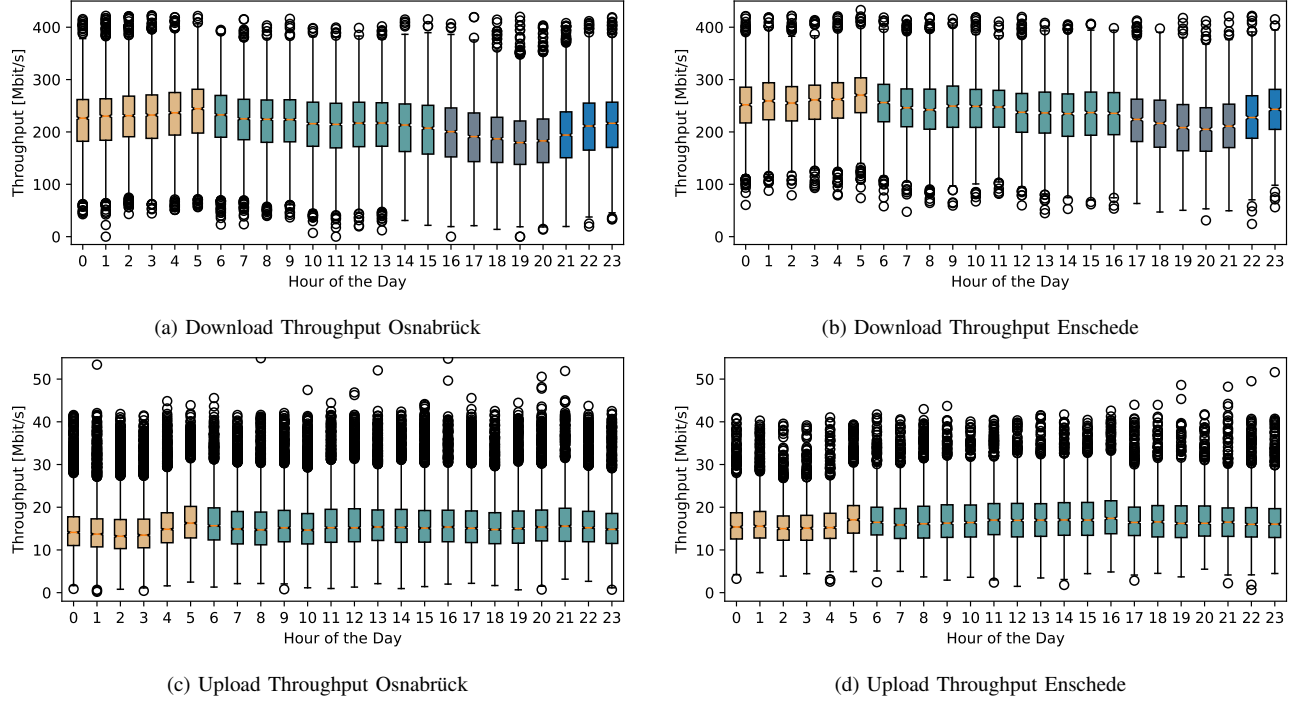 Throughput [Mbit/s]
400
300
200
100
0
0 1 2 3 4 5 6 7 8 9 10 11 12 13 14 15 16 17 18 19 20 21 22 23
Hour of the Day
(a) Download Throughput Osnabrück
Throughput [Mbit/s]
400
300
200
100
0
0 1 2 3 4 5 6 7 8 9 10 11 12 13 14 15 16 17 18 19 20 21 22 23
Hour of the Day
(b) Download Throughput Enschede
Throughput [Mbit/s]
50
40
30
20
10
0
0 1 2 3 4 5 6 7 8 9 10 11 12 13 14 15 16 17 18 19 20 21 22 23
Hour of the Day
(c) Upload Throughput Osnabrück
Throughput [Mbit/s]
50
40
30
20
10
0
0 1 2 3 4 5 6 7 8 9 10 11 12 13 14 15 16 17 18 19 20 21 22 23
Hour of the Day
(d) Upload Throughput Enschede